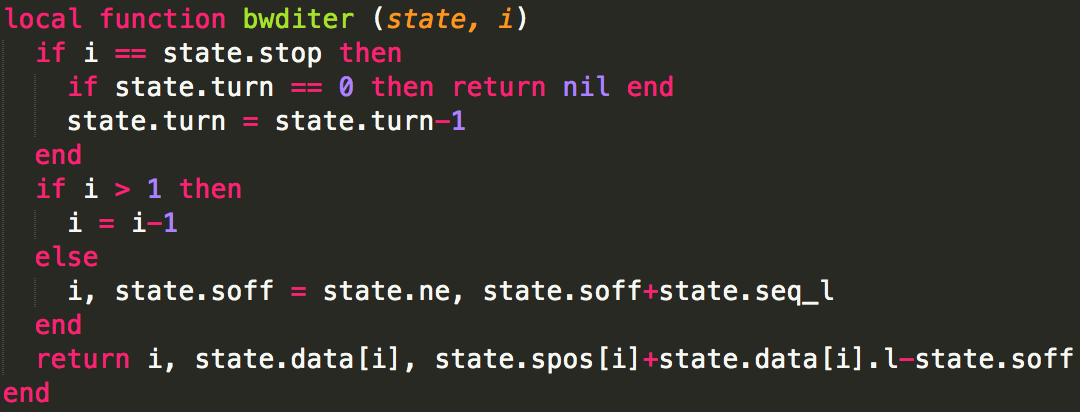 local function bwditer (state, i)
  if i == state.stop then
    if state.turn == 0 then return nil end
    state.turn = state.turn-1
  end
  if i > 1 then
    i = i-1
  else
    i, state.soff = state.ne, state.soff+state.seq_l
  end
  return i, state.data[i], state.spos[i]+state.data[i].l-state.soff
end